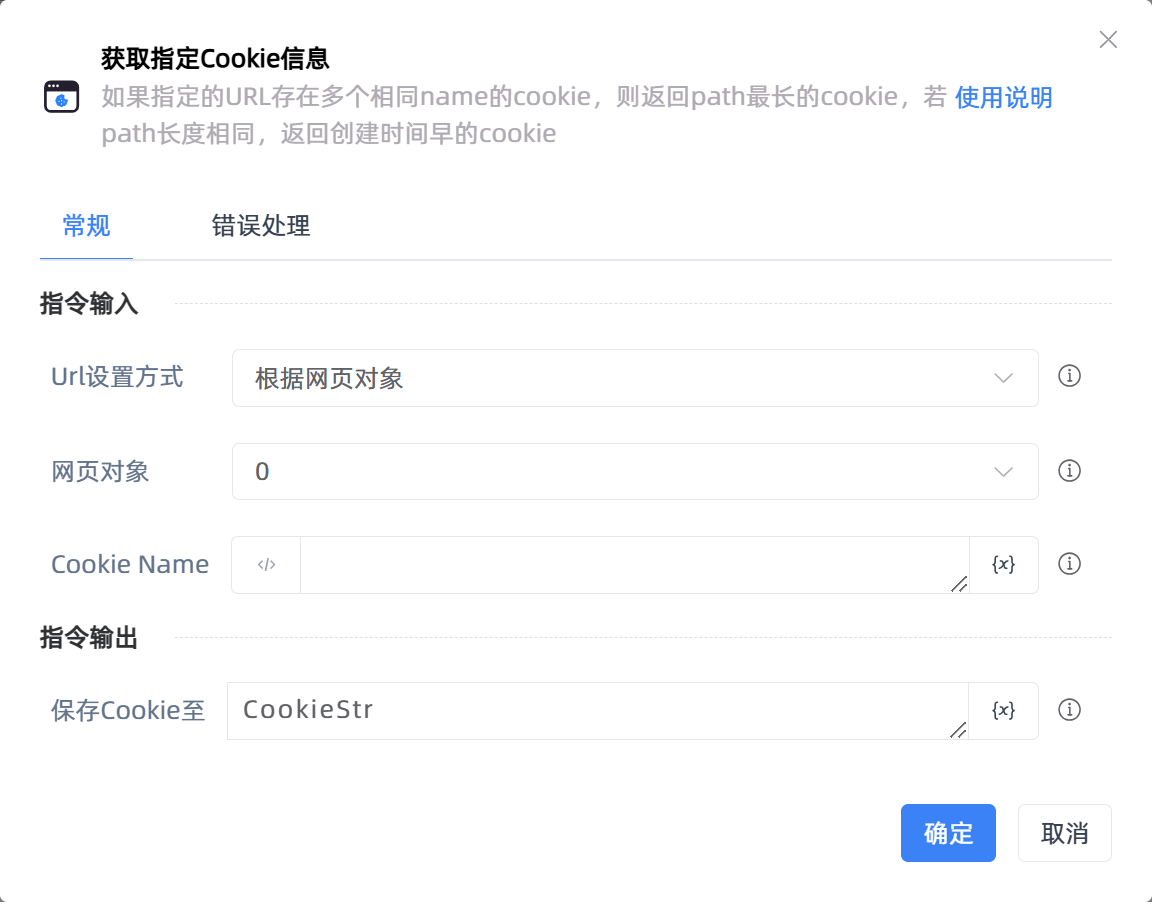 获取指定Cookie信息
如果指定的URL存在多个相同name的cookie，则返回path最长的cookie，若 使用说明
path长度相同，返回创建时间早的cookie
常规 错误处理
指令输入
Url设置方式 根据网页对象
网页对象 0
Cookie Name </> {x}
指令输出
保存Cookie至 CookieStr {x}
确定 取消